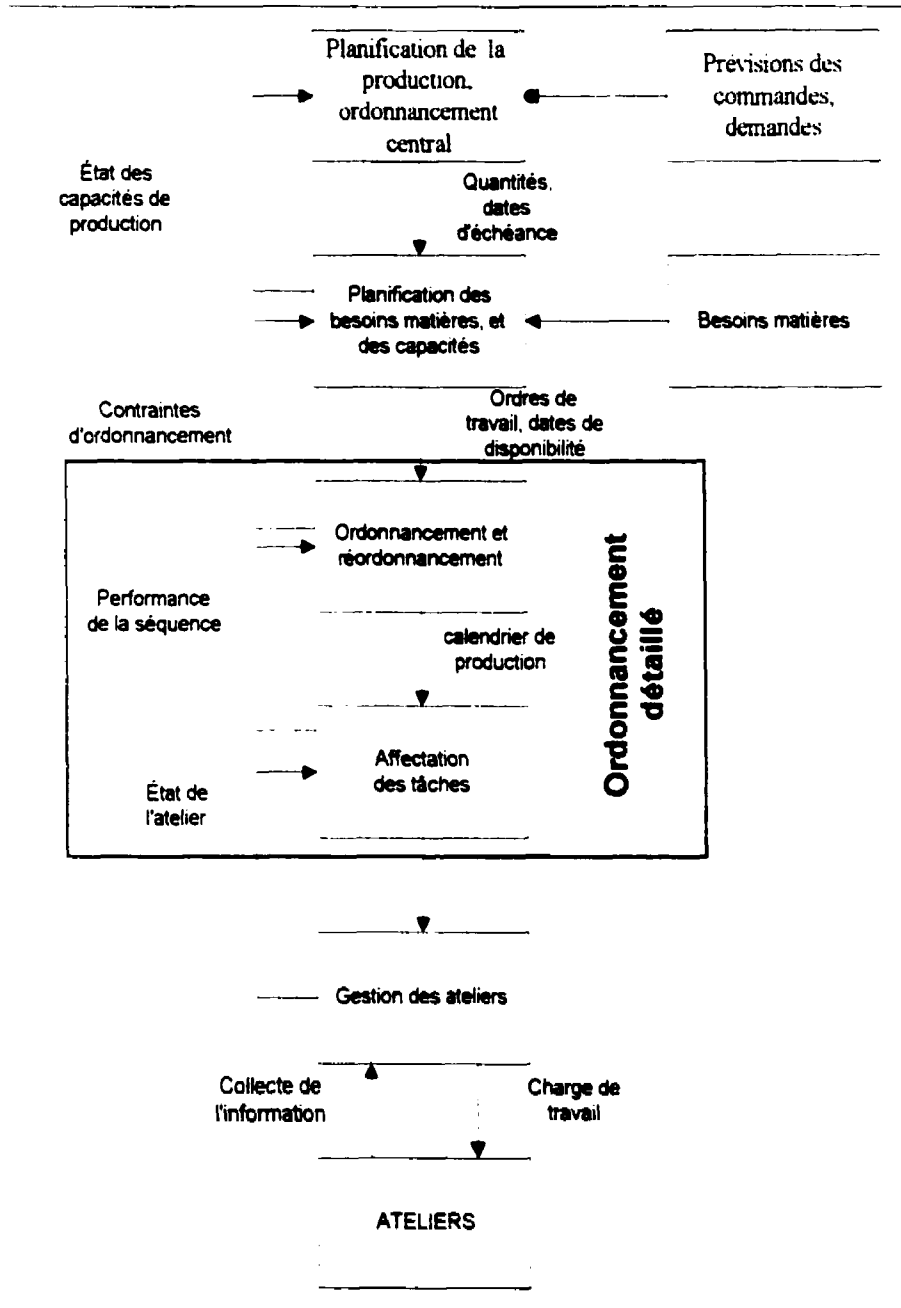 Planification de la
production,
ordonnancement
central
Prévisions des
commandes,
demandes
État des
capacités de
production
Quantités,
dates
d'échéance
Planification des
besoins matières, et
des capacités
Besoins matières
Contraintes
d'ordonnancement
Ordres de
travail, dates de
disponibilité
Ordonnancement et
réordonnancement
Performance
de la séquence
calendrier de
production
Ordonnancement
détaillé
Affectation
des tâches
État de
l'atelier
Gestion des ateliers
Collecte de
l'information
Charge de
travail
ATELIERS